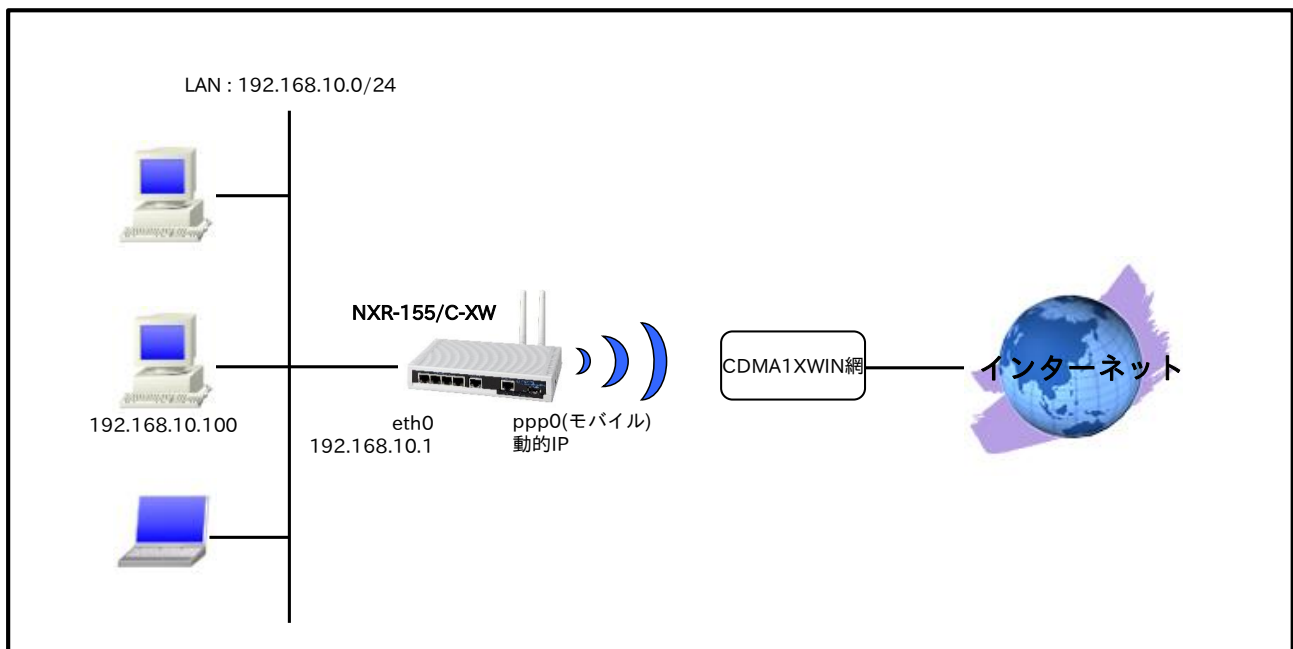 LAN : 192.168.10.0/24
NXR-155/C-XW
CDMA1XWIN網
インターネット
192.168.10.100
eth0
192.168.10.1
ppp0(モバイル)
動的IP